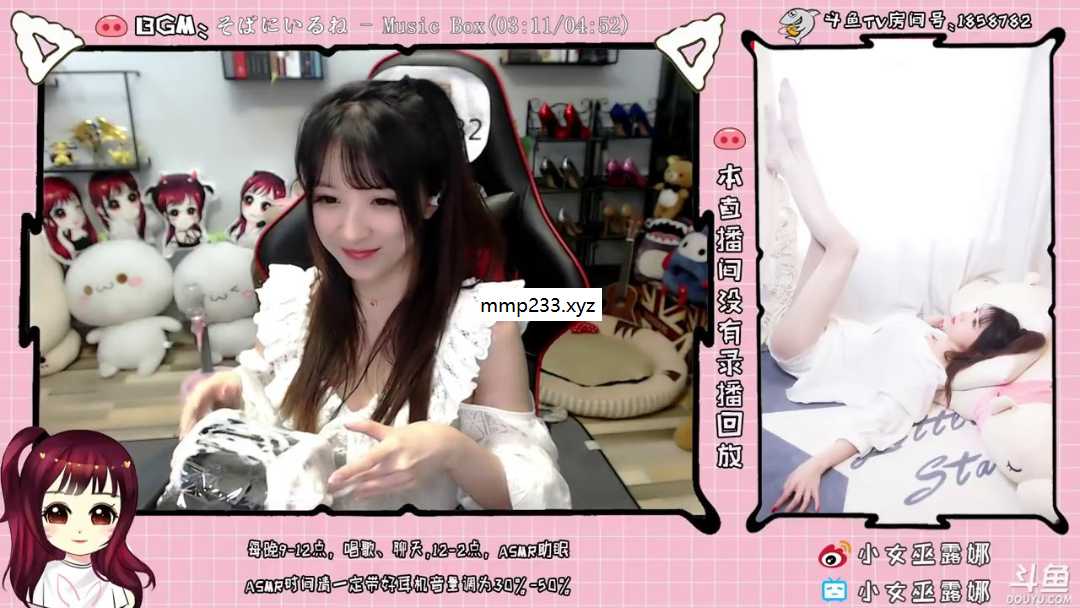 BGM: そばにいるね - Music Box(03:11/04:52)
斗鱼TV房间号:1858782
32
mmp233.xyz
本直播间没有录播回放
Sta
每晚9-12点，唱歌、聊天,12-2点，ASMR助眠
ASMR时间清一定带好耳机音量调为30%-50%
小女巫露娜
小女巫露娜
斗鱼
DOUYU.COM